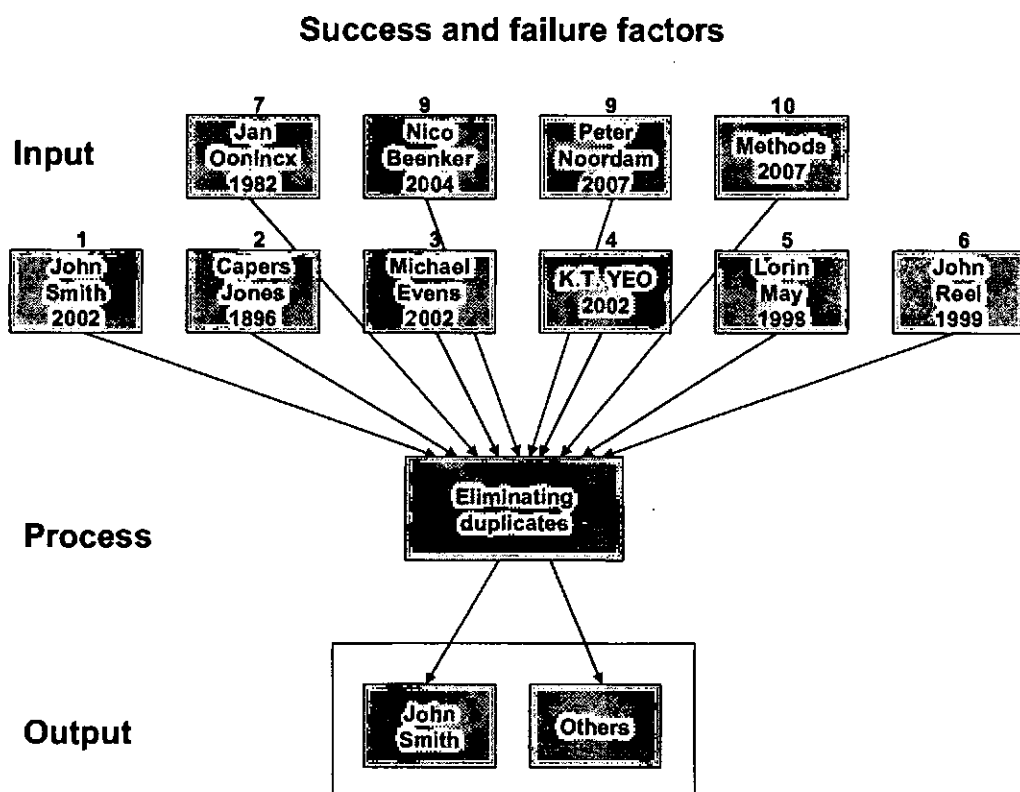 Success and failure factors
Input
7
Jan
Oonincx
1982
9
Nico
Beenker
2004
9
Peter
Noordam
2007
10
Methods
2007
1
John
Smith
2002
2
Capers
Jones
1896
3
Michael
Evens
2002
4
K.T. YEO
2002
5
Lorin
May
1998
6
John
Reel
1999
Process
Eliminating
duplicates
Output
John
Smith
Others